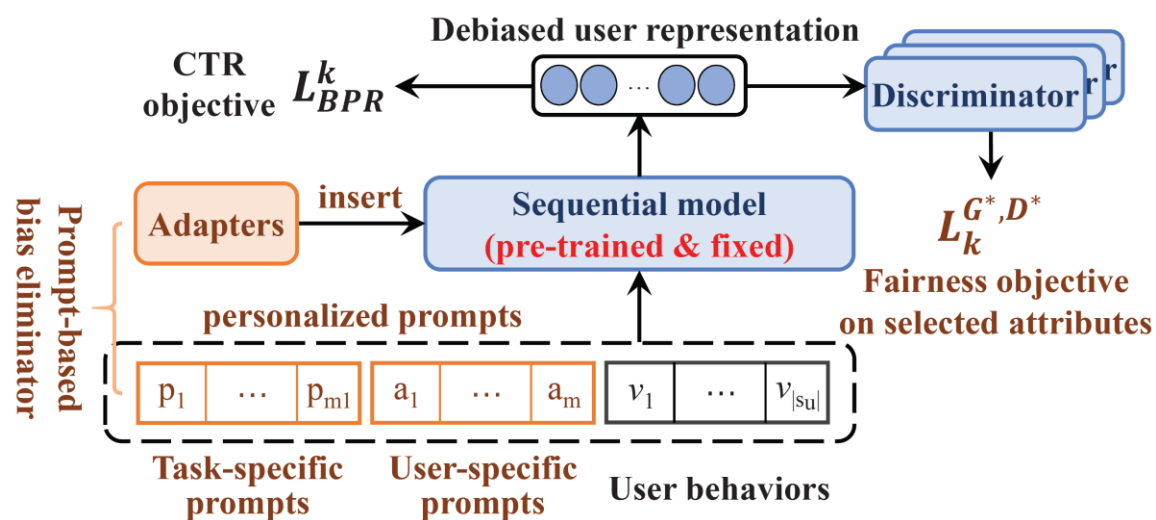 Debiased user representation
CTR
objective
L^k_BPR
...
Discriminator
r
r
Adapters
insert
Sequential model
(pre-trained & fixed)
L_k^{G*,D*}
Fairness objective
on selected attributes
Prompt-based
bias eliminator
personalized prompts
p1 ... pm1 a1 ... am v1 ... v|su|
Task-specific
prompts
User-specific
prompts
User behaviors